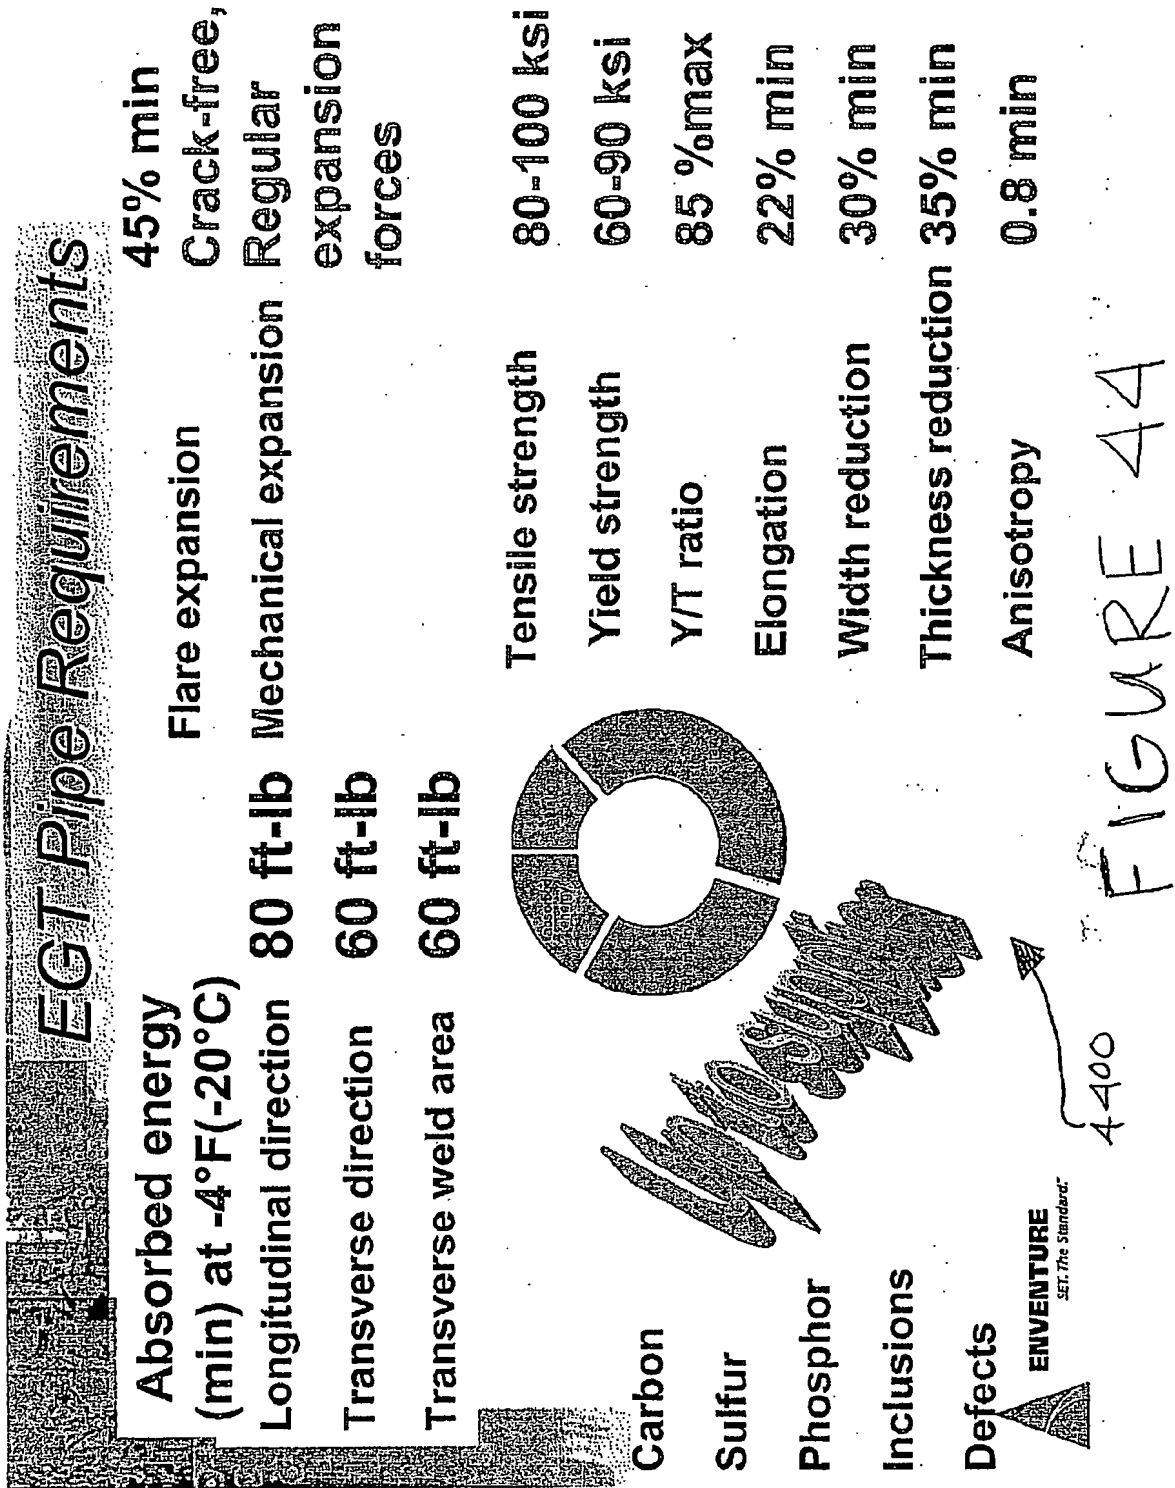 EGT Pipe Requirements
Absorbed energy
(min) at -4°F(-20°C)
Longitudinal direction 80 ft-lb
Transverse direction 60 ft-lb
Transverse weld area 60 ft-lb
Flare expansion 45% min
Mechanical expansion Crack-free,
Regular
expansion
forces
Carbon
Sulfur
Phosphor
Inclusions
Defects
Tensile strength 80-100 ksi
Yield strength 60-90 ksi
Y/T ratio 85 %max
Elongation 22% min
Width reduction 30% min
Thickness reduction 35% min
Anisotropy 0.8 min
ENVENTURE
SET. The Standard.™
4400
FIGURE 44